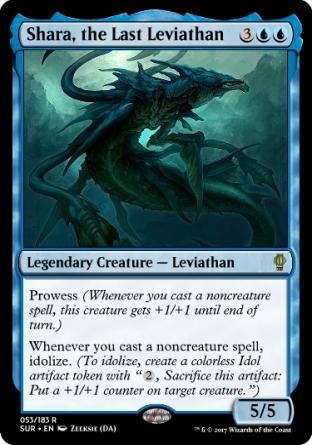 Shara, the Last Leviathan 3
Legendary Creature — Leviathan
Prowess (Whenever you cast a noncreature
spell, this creature gets +1/+1 until end of
turn.)
Whenever you cast a noncreature spell,
idolize. (To idolize, create a colorless Idol
artifact token with “2, Sacrifice this artifact:
Put a +1/+1 counter on target creature.”)
5/5
053/183 R
SUR • EN Zeeksie (DA)
™ & © 2017 Wizards of the Coast